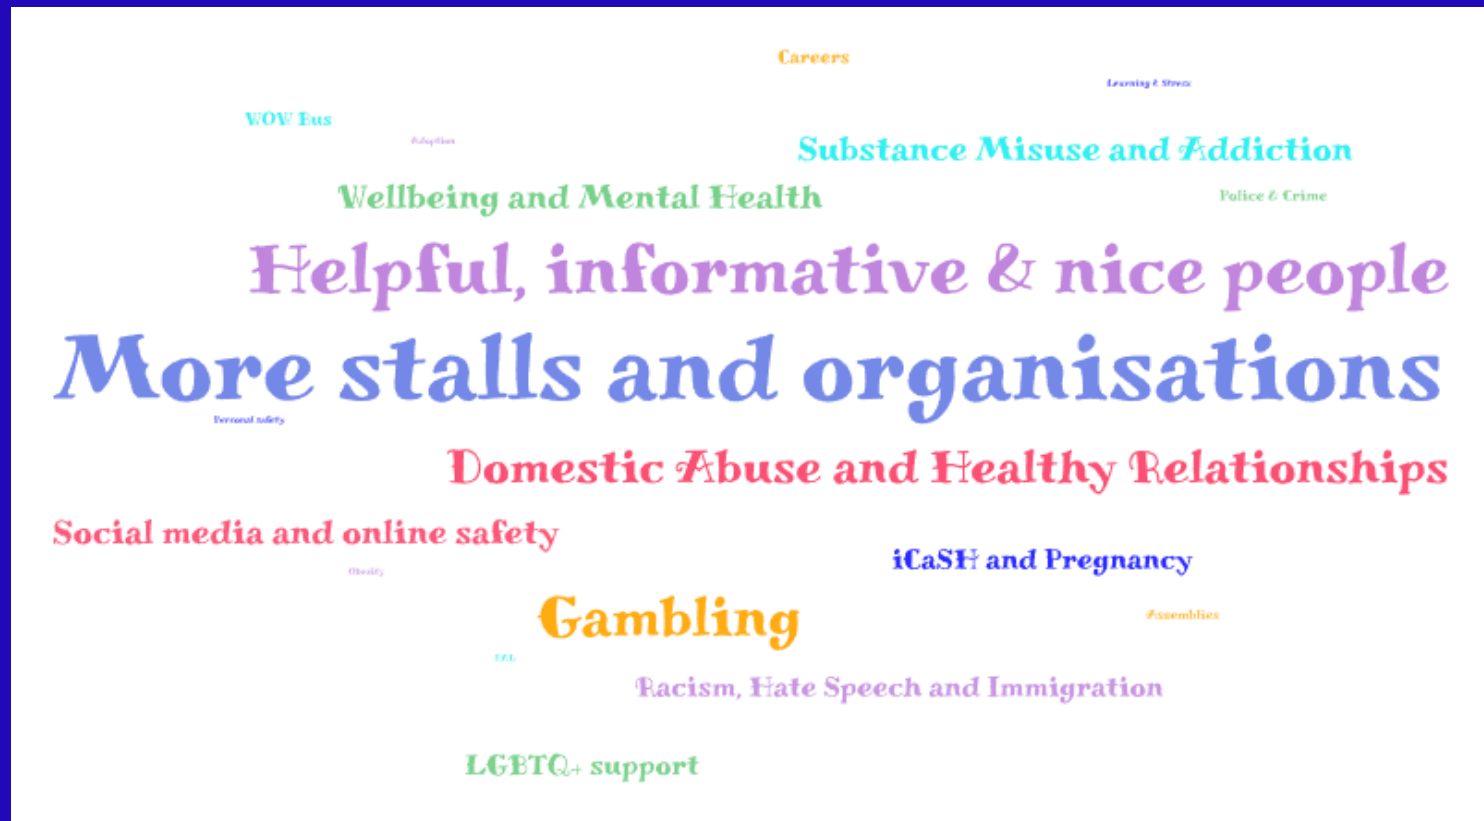 Careers
Learning & Stress
WOW Bus
Adoption
Substance Misuse and Addiction
Wellbeing and Mental Health
Police & Crime
Helpful, informative & nice people
More stalls and organisations
Personal safety
Domestic Abuse and Healthy Relationships
Social media and online safety
iCaSH and Pregnancy
Obesity
Gambling
Assemblies
Racism, Hate Speech and Immigration
LGBTQ+ support